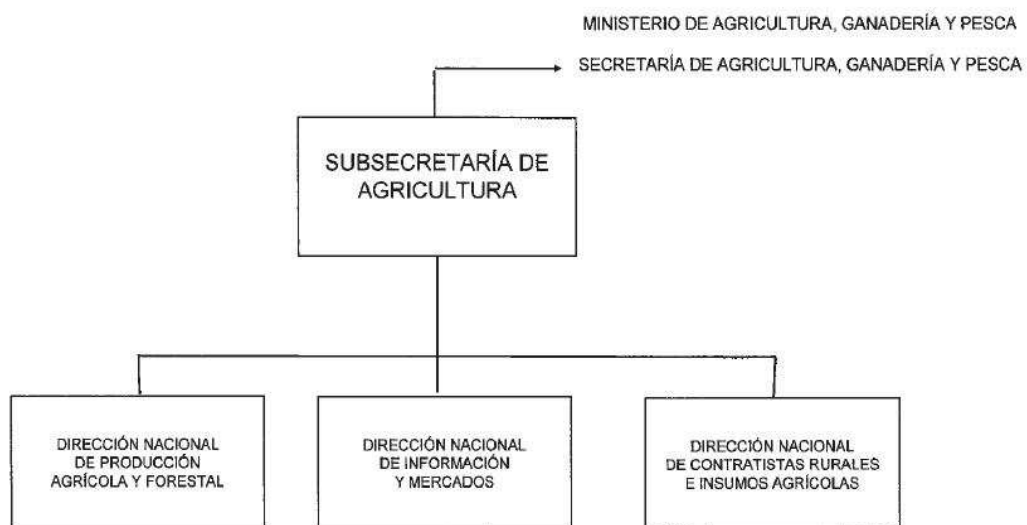 MINISTERIO DE AGRICULTURA, GANADERÍA Y PESCA
SECRETARÍA DE AGRICULTURA, GANADERÍA Y PESCA
SUBSECRETARÍA DE
AGRICULTURA
DIRECCIÓN NACIONAL
DE PRODUCCIÓN
AGRÍCOLA Y FORESTAL
DIRECCIÓN NACIONAL
DE INFORMACIÓN
Y MERCADOS
DIRECCIÓN NACIONAL
DE CONTRATISTAS RURALES
E INSUMOS AGRÍCOLAS